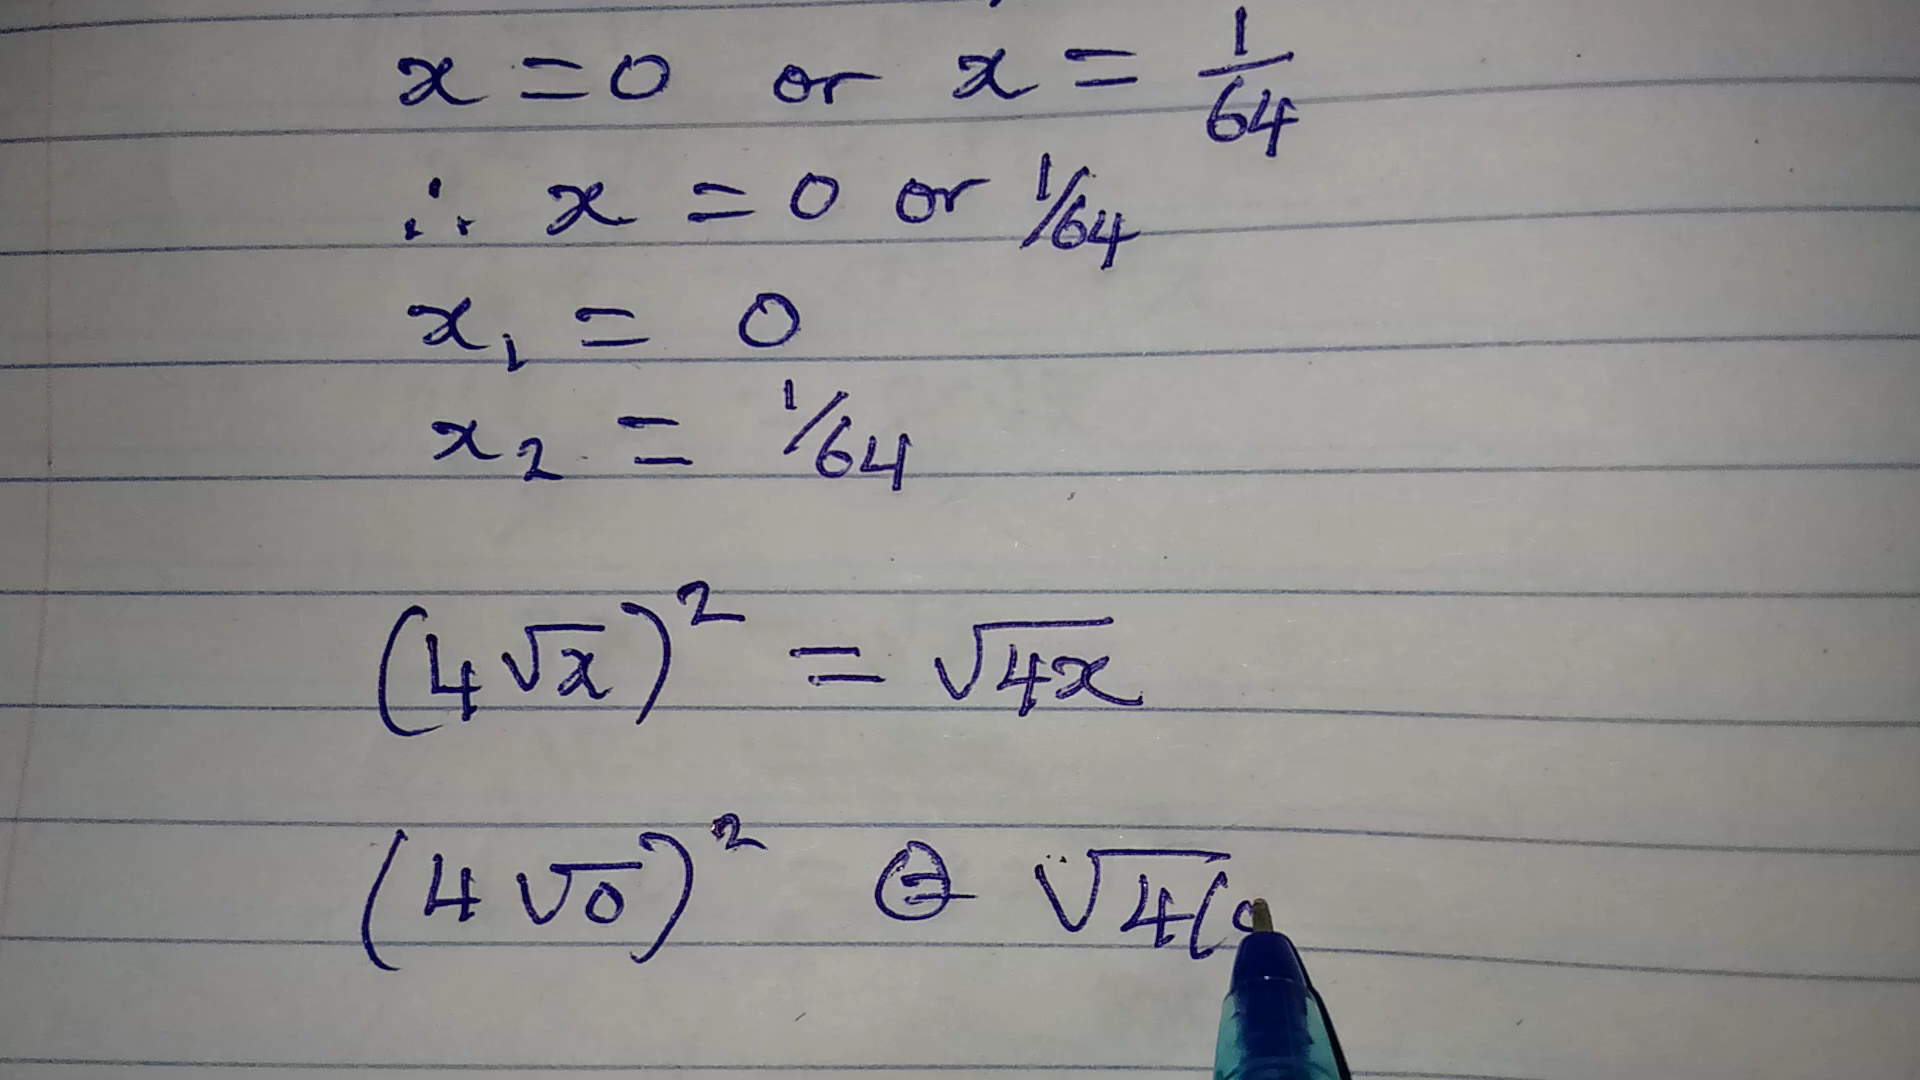 x = 0 or x = 1/64
∴ x = 0 or 1/64
x₁ = 0
x₂ = 1/64
(4√x)² = √4x
(4√0)² = √4(0